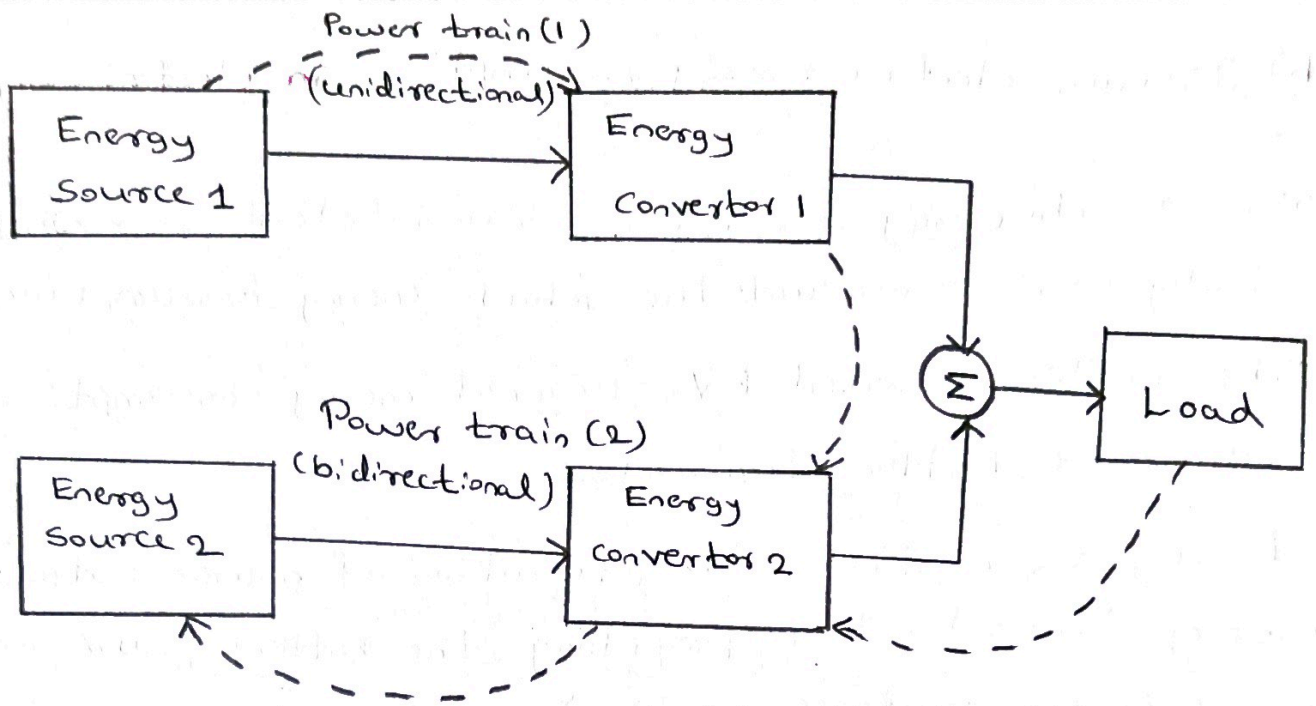 Power train (1)
(unidirectional)
Energy
Source 1
Energy
Convertor 1
Σ
Load
Power train (2)
(bidirectional)
Energy
Source 2
Energy
Convertor 2